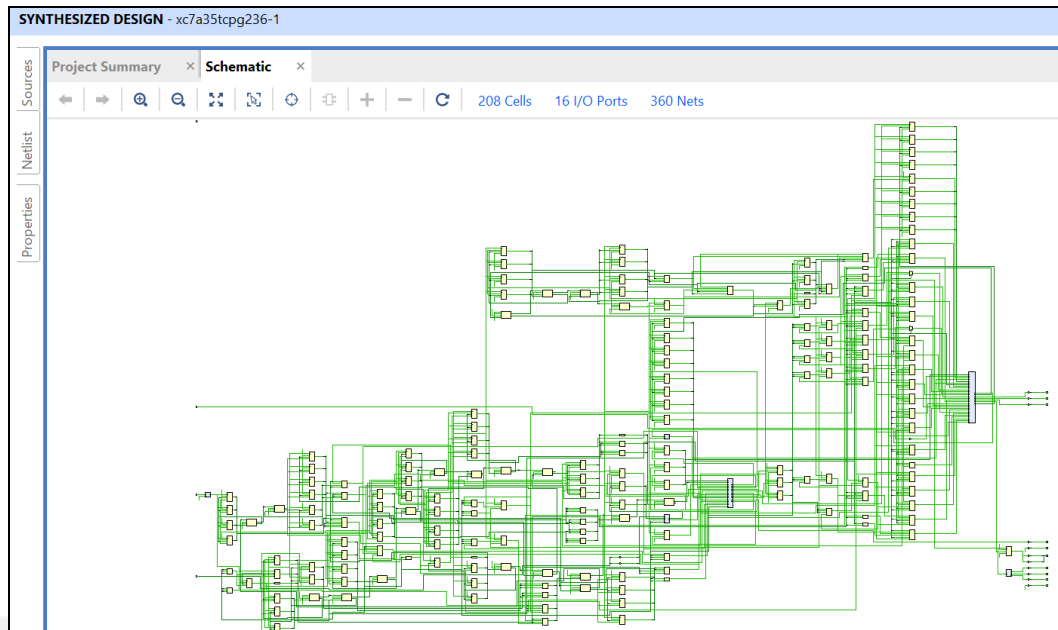 SYNTHESIZED DESIGN - xc7a35tcpg236-1
Sources
Netlist
Properties
Project Summary × Schematic ×
208 Cells 16 I/O Ports 360 Nets